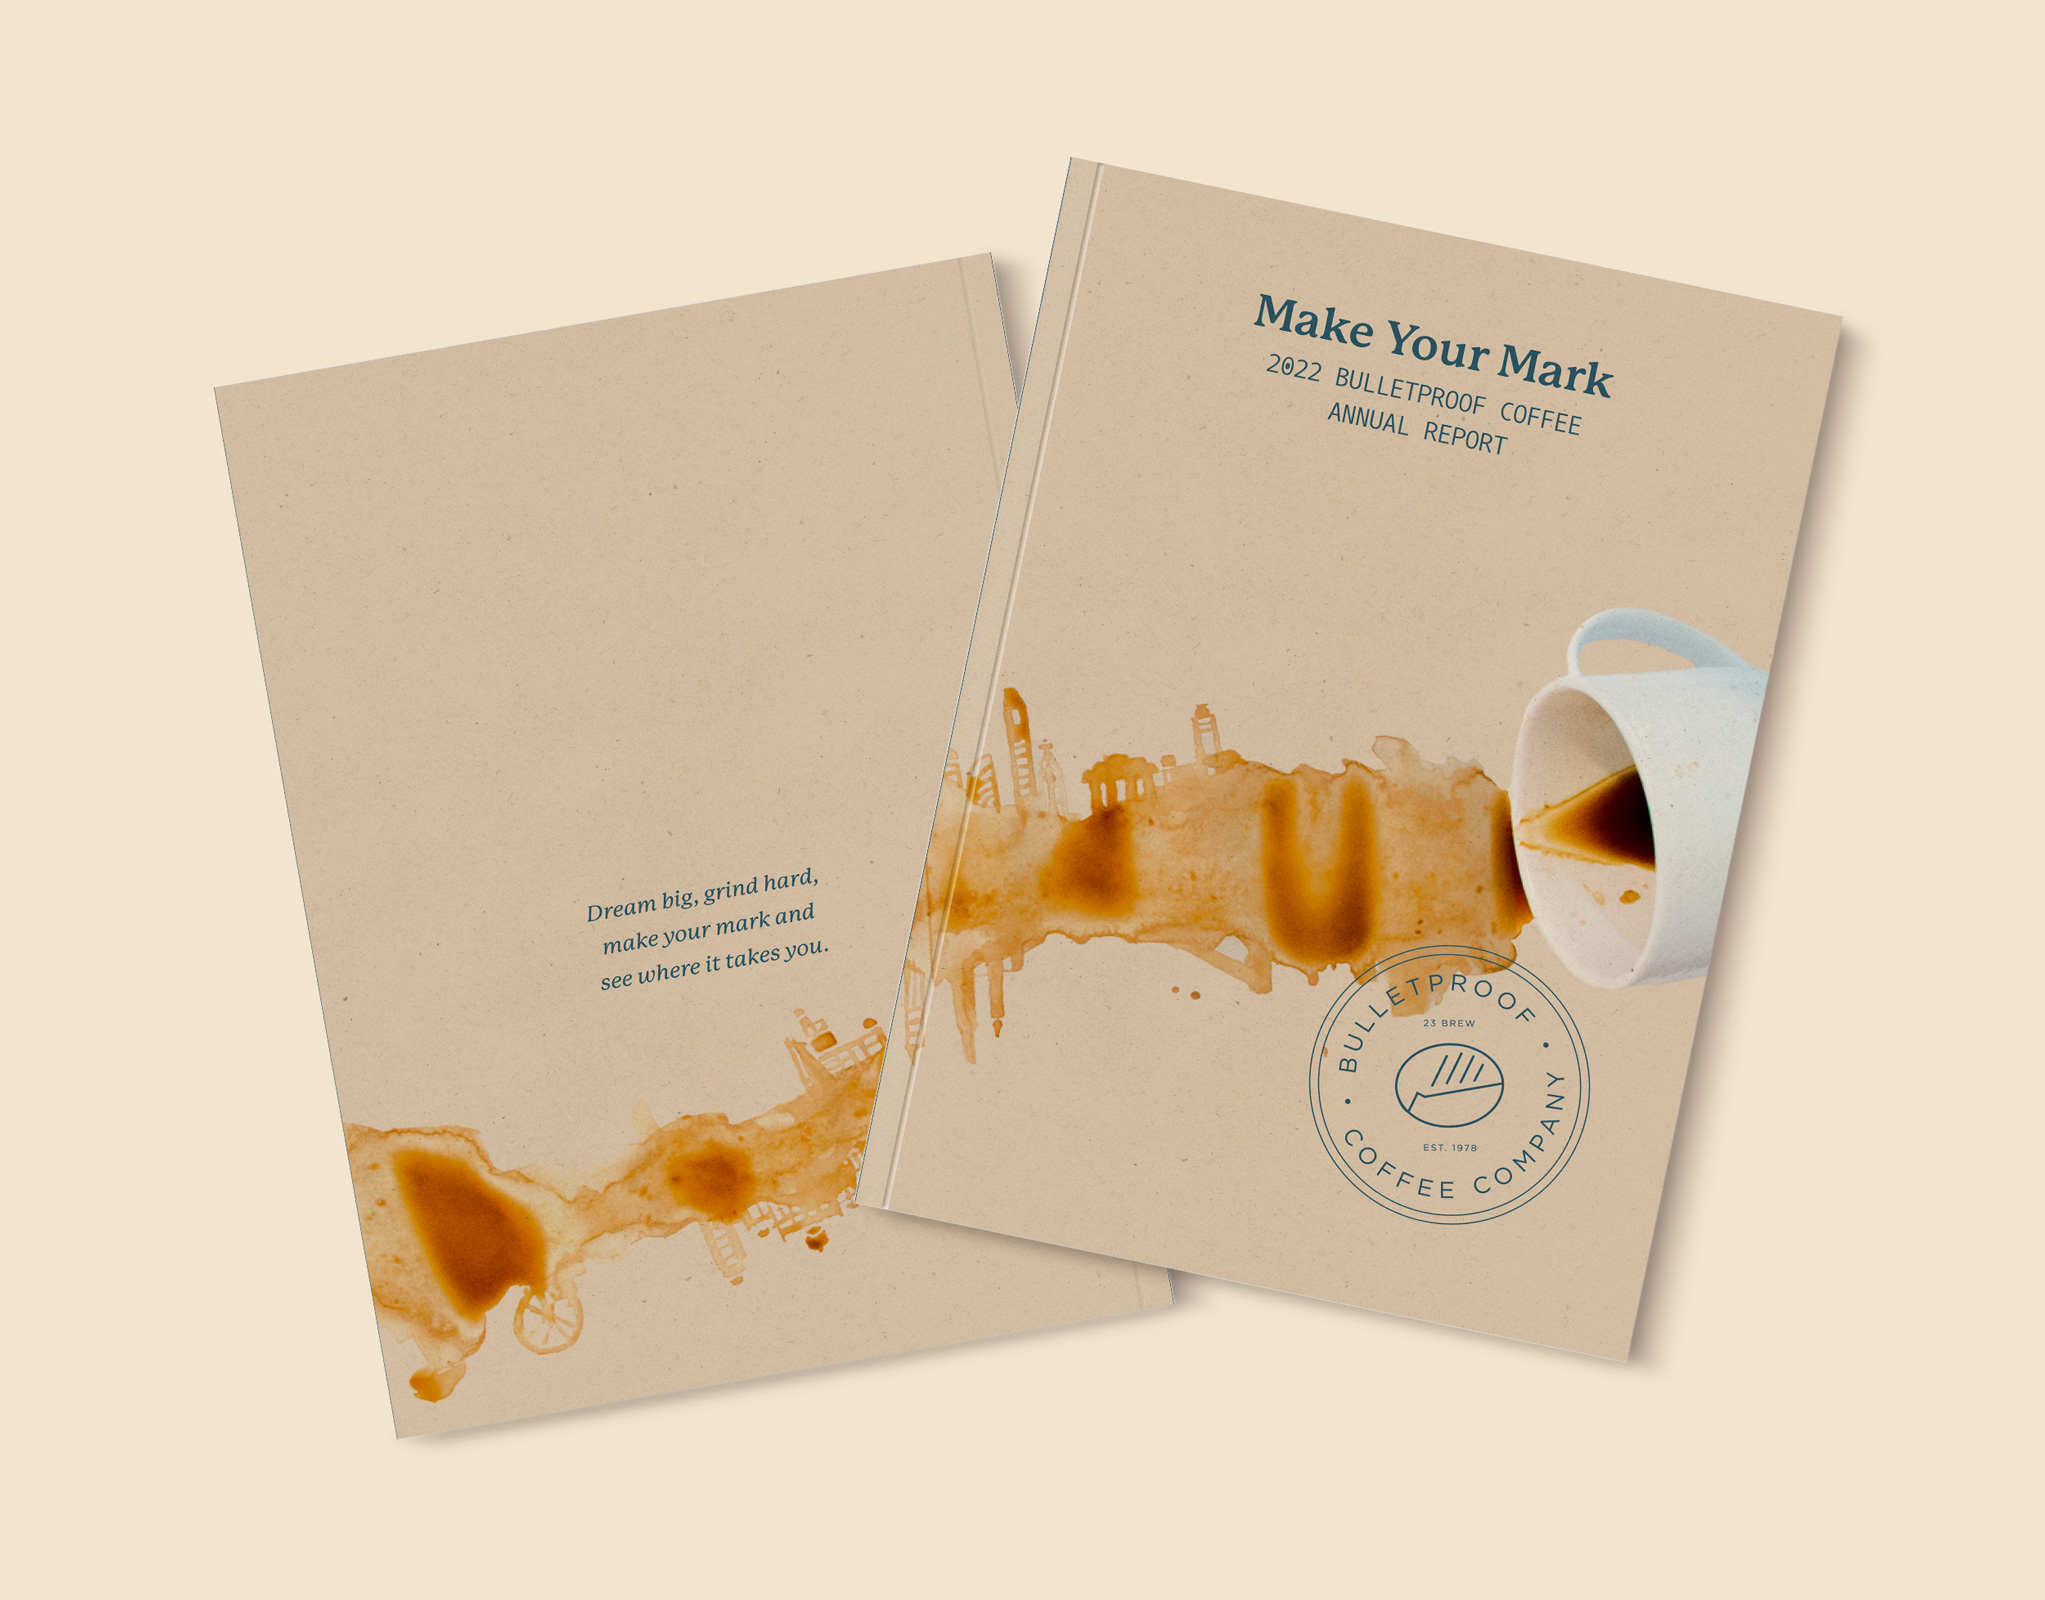 Make Your Mark
2022 BULLETPROOF COFFEE
ANNUAL REPORT
Dream big, grind hard,
make your mark and
see where it takes you.
BULLETPROOF
23 BREW
EST. 1978
COFFEE COMPANY